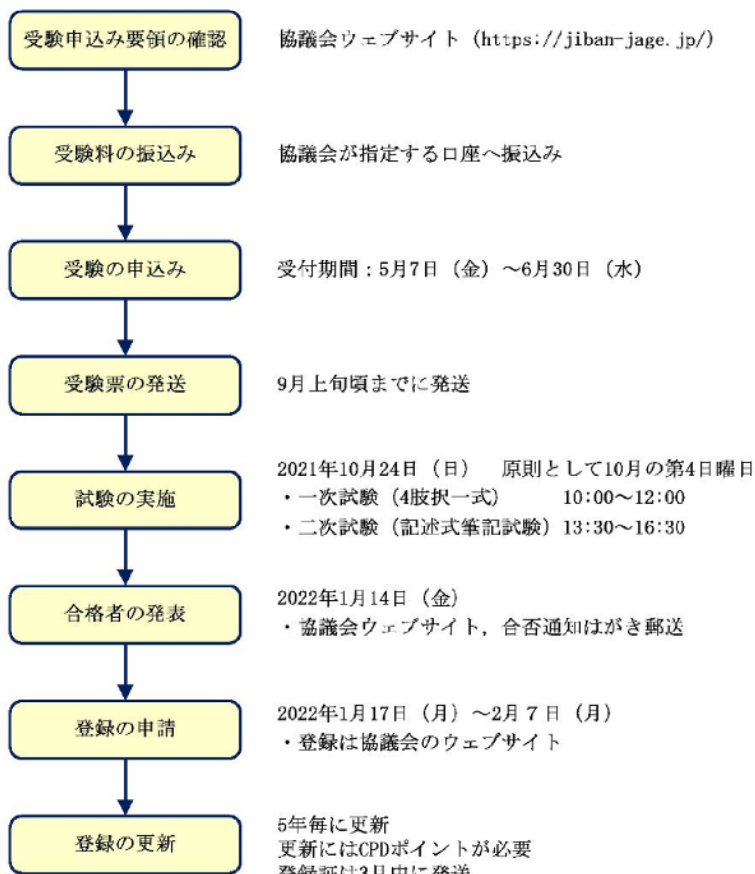 受験申込み要領の確認
協議会ウェブサイト (https://jiban-jage.jp/)
受験料の振込み
協議会が指定する口座へ振込み
受験の申込み
受付期間：5月7日（金）～6月30日（水）
受験票の発送
9月上旬頃までに発送
試験の実施
2021年10月24日（日） 原則として10月の第4日曜日
・一次試験（4肢択一式） 10:00～12:00
・二次試験（記述式筆記試験）13:30～16:30
合格者の発表
2022年1月14日（金）
・協議会ウェブサイト，合否通知はがき郵送
登録の申請
2022年1月17日（月）～2月７日（月）
・登録は協議会のウェブサイト
登録の更新
5年毎に更新
更新にはCPDポイントが必要
登録証は3月中に発送